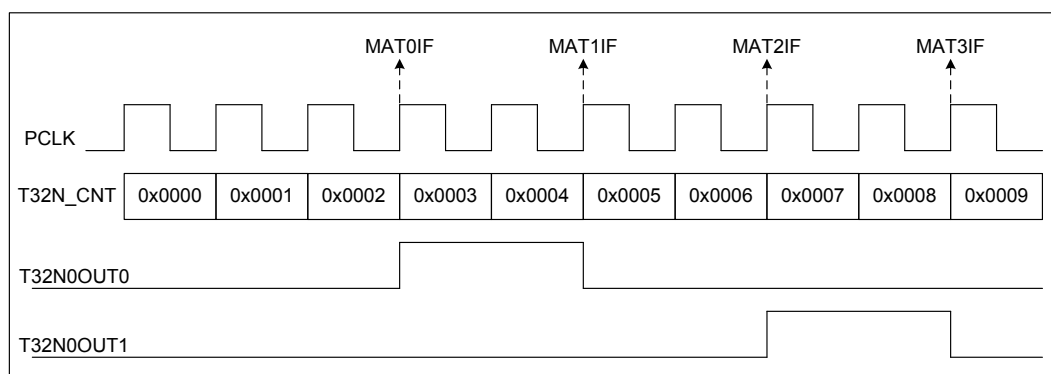 MAT0IF MAT1IF MAT2IF MAT3IF
PCLK
T32N_CNT 0x0000 0x0001 0x0002 0x0003 0x0004 0x0005 0x0006 0x0007 0x0008 0x0009
T32N0OUT0
T32N0OUT1